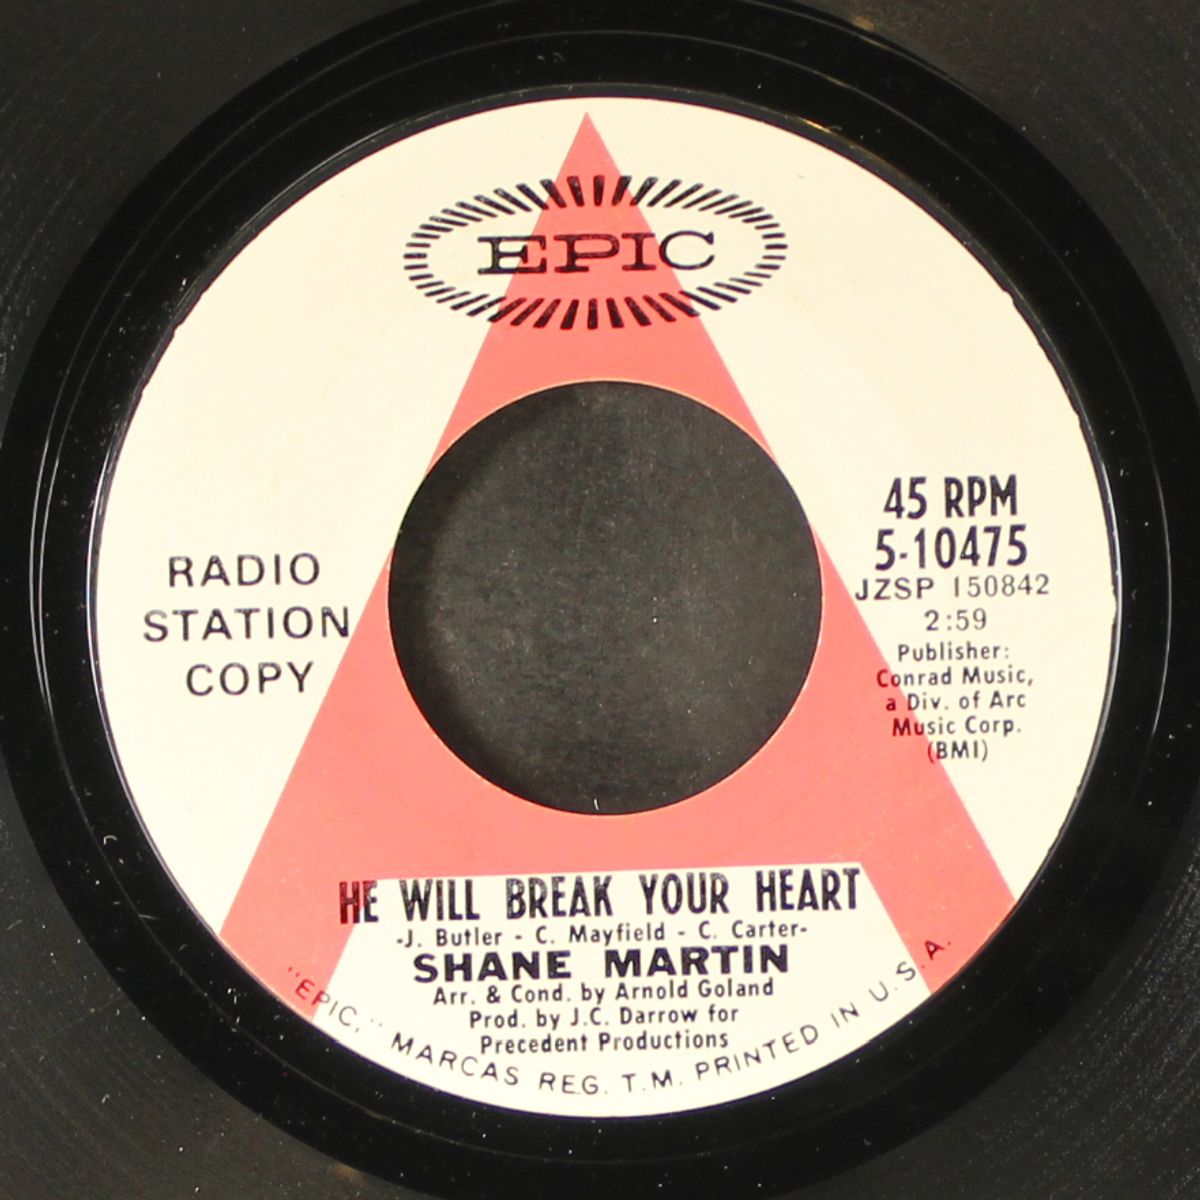 EPIC
RADIO
STATION
COPY
45 RPM
5-10475
JZSP 150842
2:59
Publisher:
Conrad Music,
a Div. of Arc
Music Corp.
(BMI)
HE WILL BREAK YOUR HEART
-J. Butler - C. Mayfield - C. Carter-
SHANE MARTIN
Arr. & Cond. by Arnold Goland
Prod. by J.C. Darrow for
Precedent Productions
"EPIC," MARCAS REG. T.M. PRINTED IN U.S.A.